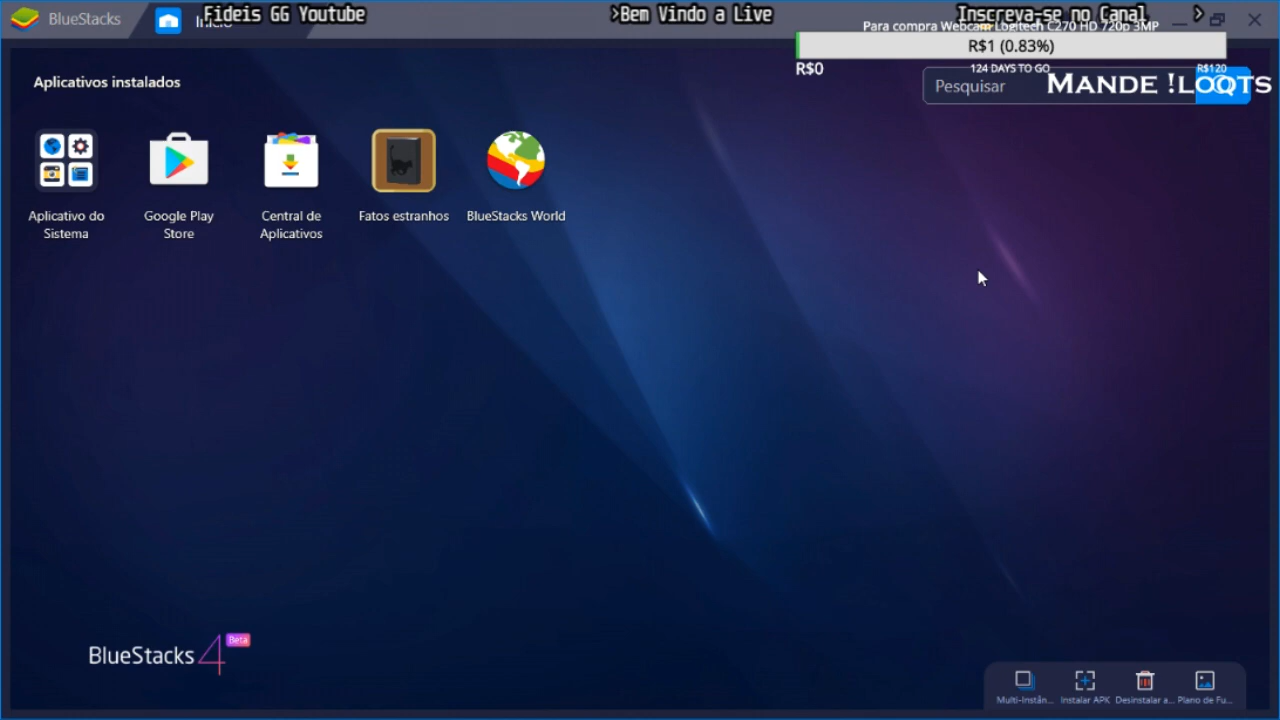 BlueStacks
Fideis GG Youtube
>Bem Vindo a Live
Inscreva-se no Canal
>
Para compra Webcam Logitech C270 HD 720p 3MP
R$1 (0.83%)
R$0
124 DAYS TO GO
R$120
Aplicativos instalados
Pesquisar
MANDE !LOOTS
Aplicativo do
Sistema
Google Play
Store
Central de
Aplicativos
Fatos estranhos
BlueStacks World
BlueStacks 4
Beta
Multi-Instân...
Instalar APK
Desinstalar a...
Plano de Fu...